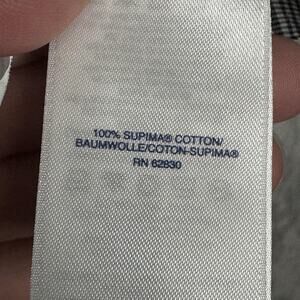 100% SUPIMA® COTTON/
BAUMWOLLE/COTON-SUPIMA®
RN 62830